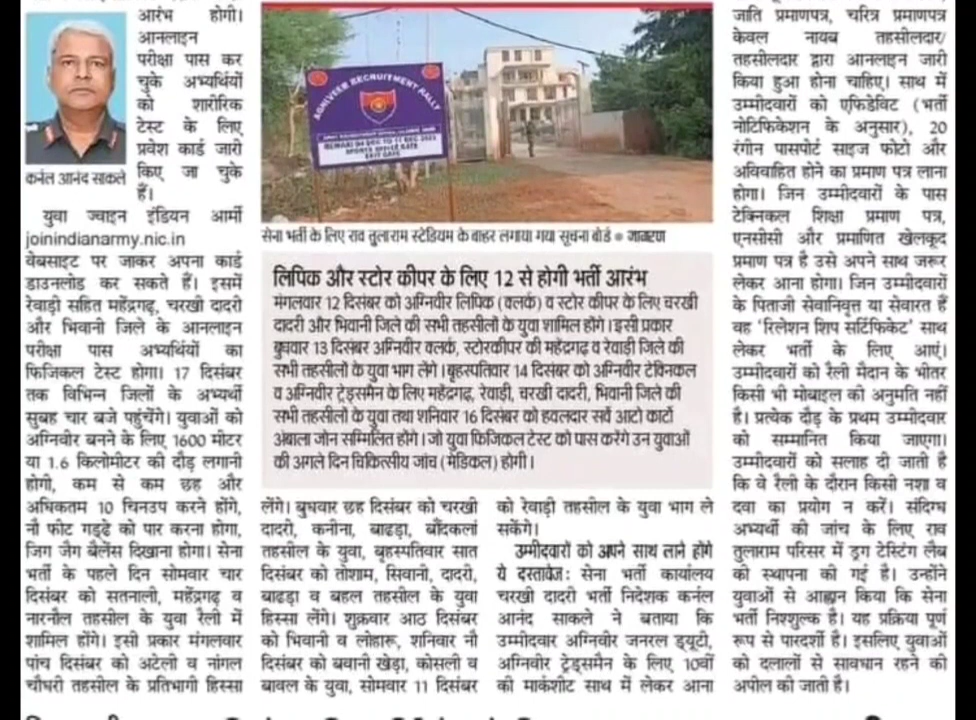 आरंभ होगी।
आनलाइन
परीक्षा पास कर
चुके अभ्यर्थियों
को शारीरिक
टेस्ट के लिए
प्रवेश कार्ड जारी
किए जा चुके
हैं।
कर्नल आनंद साकले
युवा ज्वाइन इंडियन आर्मी
joinindianarmy.nic.in
वेबसाइट पर जाकर अपना कार्ड
डाउनलोड कर सकते हैं। इसमें
रेवाड़ी सहित महेंद्रगढ़, चरखी दादरी
और भिवानी जिले के आनलाइन
परीक्षा पास अभ्यर्थियों का
फिजिकल टेस्ट होगा। 17 दिसंबर
तक विभिन्न जिलों के अभ्यर्थी
सुबह चार बजे पहुंचेंगे। युवाओं को
अग्निवीर बनने के लिए 1600 मीटर
या 1.6 किलोमीटर की दौड़ लगानी
होगी, कम से कम छह और
अधिकतम 10 चिनउप करने होंगे,
नौ फीट गड्ढे को पार करना होगा,
जिग जैग बैलेंस दिखाना होगा। सेना
भर्ती के पहले दिन सोमवार चार
दिसंबर को सतनाली, महेंद्रगढ़ व
नारनौल तहसील के युवा रैली में
शामिल होंगे। इसी प्रकार मंगलवार
पांच दिसंबर को अटेली व नांगल
चौधरी तहसील के प्रतिभागी हिस्सा
AGNIVEER RECRUITMENT RALLY
सेना भर्ती के लिए राव तुलाराम स्टेडियम के बाहर लगाया गया सूचना बोर्ड ● जागरण
लिपिक और स्टोर कीपर के लिए 12 से होगी भर्ती आरंभ
मंगलवार 12 दिसंबर को अग्निवीर लिपिक (क्लर्क) व स्टोर कीपर के लिए चरखी
दादरी और भिवानी जिले की सभी तहसीलों के युवा शामिल होंगे। इसी प्रकार
बुधवार 13 दिसंबर अग्निवीर क्लर्क, स्टोरकीपर की महेंद्रगढ़ व रेवाड़ी जिले की
सभी तहसीलों के युवा भाग लेंगे। बृहस्पतिवार 14 दिसंबर को अग्निवीर टेक्निकल
व अग्निवीर ट्रेड्समैन के लिए महेंद्रगढ़, रेवाड़ी, चरखी दादरी, भिवानी जिले की
सभी तहसीलों के युवा तथा शनिवार 16 दिसंबर को हवलदार सर्वे आटो कार्टो
अंबाला जोन सम्मिलित होंगे। जो युवा फिजिकल टेस्ट को पास करेंगे उन युवाओं
की अगले दिन चिकित्सीय जांच (मेडिकल) होगी।
लेंगे। बुधवार छह दिसंबर को चरखी
दादरी, कनीना, बाढड़ा, बौंदकलां
तहसील के युवा, बृहस्पतिवार सात
दिसंबर को तोशाम, सिवानी, दादरी,
बाढड़ा व बहल तहसील के युवा
हिस्सा लेंगे। शुक्रवार आठ दिसंबर
को भिवानी व लोहारू, शनिवार नौ
दिसंबर को बवानी खेड़ा, कोसली व
बावल के युवा, सोमवार 11 दिसंबर
को रेवाड़ी तहसील के युवा भाग ले
सकेंगे।
उम्मीदवारों को अपने साथ लाने होंगे
ये दस्तावेज: सेना भर्ती कार्यालय
चरखी दादरी भर्ती निदेशक कर्नल
आनंद साकले ने बताया कि
उम्मीदवार अग्निवीर जनरल ड्यूटी,
अग्निवीर ट्रेड्समैन के लिए, 10वीं
की मार्कशीट साथ में लेकर आना
जाति प्रमाणपत्र, चरित्र प्रमाणपत्र
केवल नायब तहसीलदार/
तहसीलदार द्वारा आनलाइन जारी
किया हुआ होना चाहिए। साथ में
उम्मीदवारों को एफिडेविट (भर्ती
नोटिफिकेशन के अनुसार), 20
रंगीन पासपोर्ट साइज फोटो और
अविवाहित होने का प्रमाण पत्र लाना
होगा। जिन उम्मीदवारों के पास
टेक्निकल शिक्षा प्रमाण पत्र,
एनसीसी और प्रमाणित खेलकूद
प्रमाण पत्र है उसे अपने साथ जरूर
लेकर आना होगा। जिन उम्मीदवारों
के पिताजी सेवानिवृत्त या सेवारत हैं
वह 'रिलेशन शिप सर्टिफिकेट' साथ
लेकर भर्ती के लिए आएं।
उम्मीदवारों को रैली मैदान के भीतर
किसी भी मोबाइल की अनुमति नहीं
है। प्रत्येक दौड़ के प्रथम उम्मीदवार
को सम्मानित किया जाएगा।
उम्मीदवारों को सलाह दी जाती है
कि वे रैली के दौरान किसी नशा व
दवा का प्रयोग न करें। संदिग्ध
अभ्यर्थी की जांच के लिए राव
तुलाराम परिसर में ड्रग टेस्टिंग लैब
की स्थापना की गई है। उन्होंने
युवाओं से आह्वान किया कि सेना
भर्ती निश्शुल्क है। यह प्रक्रिया पूर्ण
रूप से पारदर्शी है। इसलिए युवाओं
को दलालों से सावधान रहने की
अपील की जाती है।